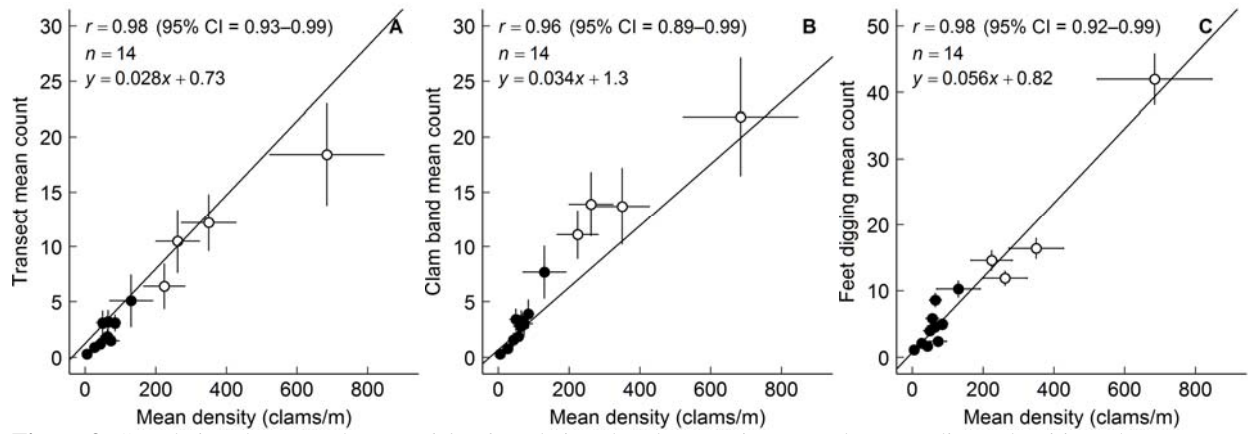 A
r = 0.98 (95% CI = 0.93–0.99)
n = 14
y = 0.028x + 0.73
30
25
20
15
10
5
0
Transect mean count
0 200 400 600 800
Mean density (clams/m)
B
r = 0.96 (95% CI = 0.89–0.99)
n = 14
y = 0.034x + 1.3
30
25
20
15
10
5
0
Clam band mean count
0 200 400 600 800
Mean density (clams/m)
C
r = 0.98 (95% CI = 0.92–0.99)
n = 14
y = 0.056x + 0.82
50
40
30
20
10
0
Feet digging mean count
0 200 400 600 800
Mean density (clams/m)